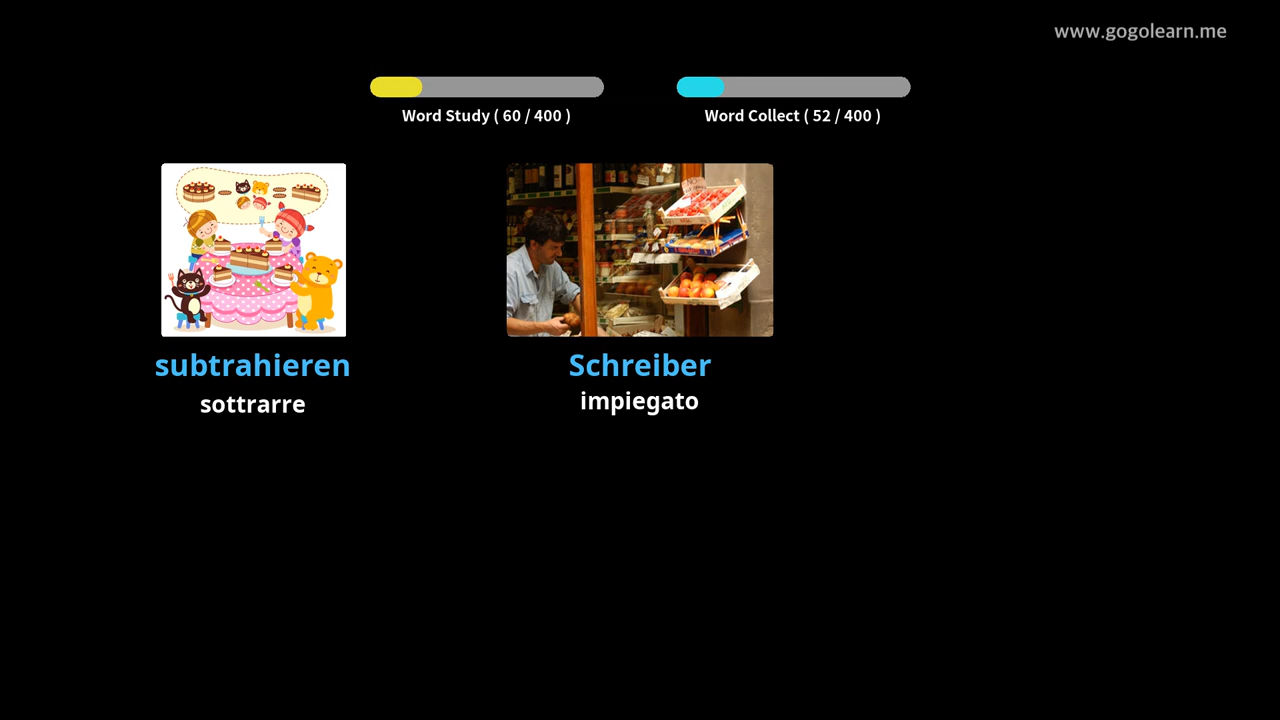 www.gogolearn.me
Word Study ( 60 / 400 )
Word Collect ( 52 / 400 )
subtrahieren
sottrarre
Schreiber
impiegato